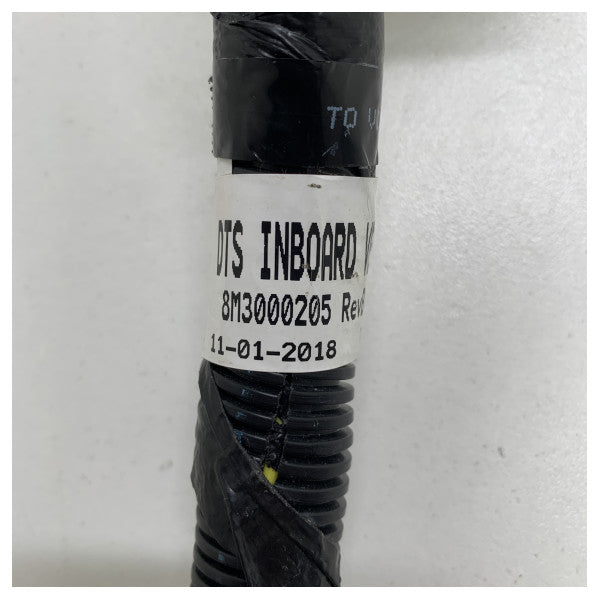 TO
DTS INBOARD
8M3000205 Rev
11-01-2018